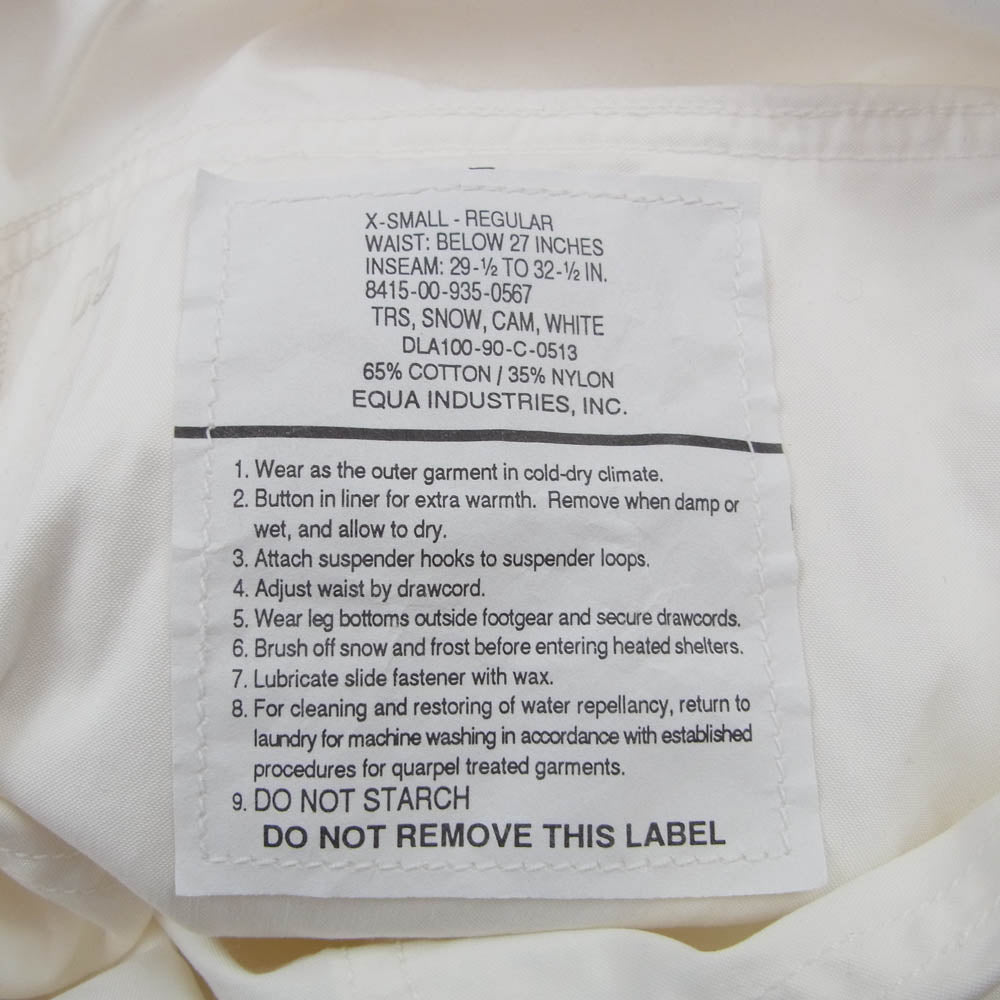 X-SMALL - REGULAR
WAIST: BELOW 27 INCHES
INSEAM: 29-½ TO 32-½ IN.
8415-00-935-0567
TRS, SNOW, CAM, WHITE
DLA100-90-C-0513
65% COTTON / 35% NYLON
EQUA INDUSTRIES, INC.
1. Wear as the outer garment in cold-dry climate.
2. Button in liner for extra warmth. Remove when damp or
wet, and allow to dry.
3. Attach suspender hooks to suspender loops.
4. Adjust waist by drawcord.
5. Wear leg bottoms outside footgear and secure drawcords.
6. Brush off snow and frost before entering heated shelters.
7. Lubricate slide fastener with wax.
8. For cleaning and restoring of water repellancy, return to
laundry for machine washing in accordance with established
procedures for quarpel treated garments.
9. DO NOT STARCH
DO NOT REMOVE THIS LABEL